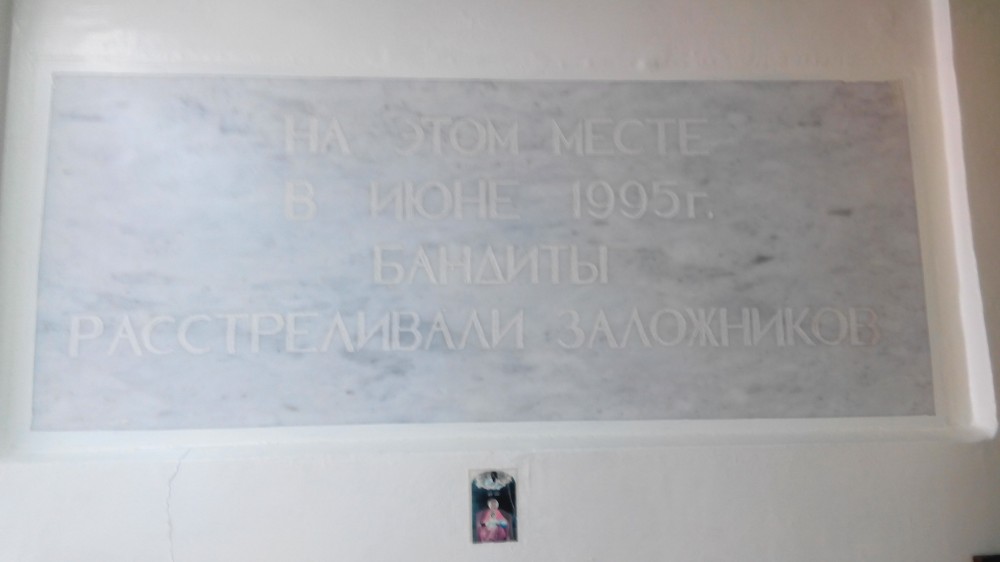 НА ЭТОМ МЕСТЕ
В ИЮНЕ 1995г.
БАНДИТЫ
РАССТРЕЛИВАЛИ ЗАЛОЖНИКОВ